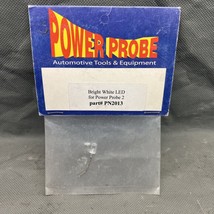 POWER PROBE
Automotive Tools & Equipment
Bright White LED
for Power Probe 2
part# PN2013